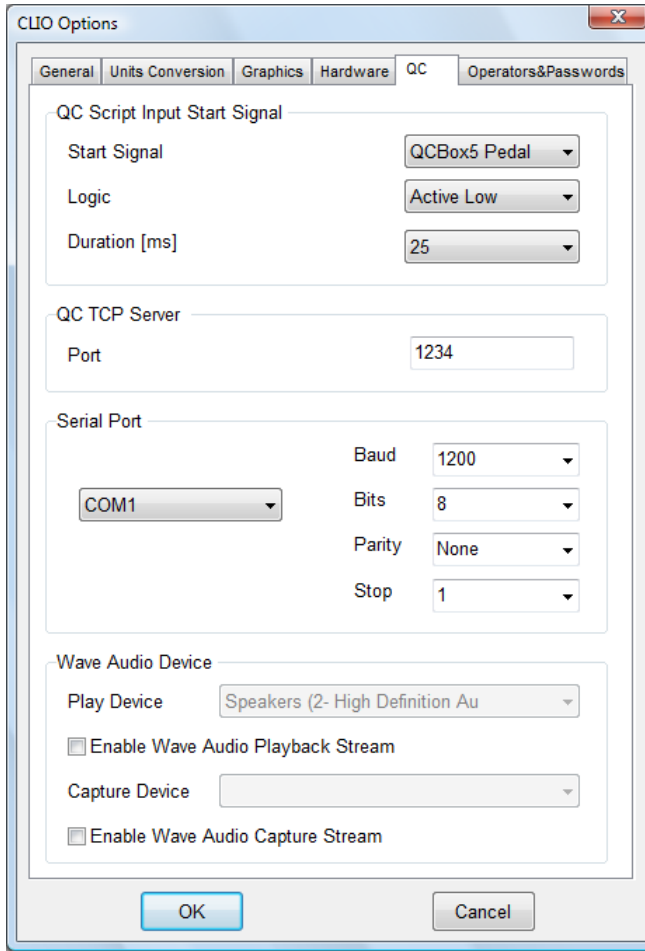 CLIO Options
General Units Conversion Graphics Hardware QC Operators&Passwords
QC Script Input Start Signal
Start Signal QCBox5 Pedal
Logic Active Low
Duration [ms] 25
QC TCP Server
Port 1234
Serial Port
Baud 1200
COM1 Bits 8
Parity None
Stop 1
Wave Audio Device
Play Device Speakers (2- High Definition Au
Enable Wave Audio Playback Stream
Capture Device
Enable Wave Audio Capture Stream
OK Cancel